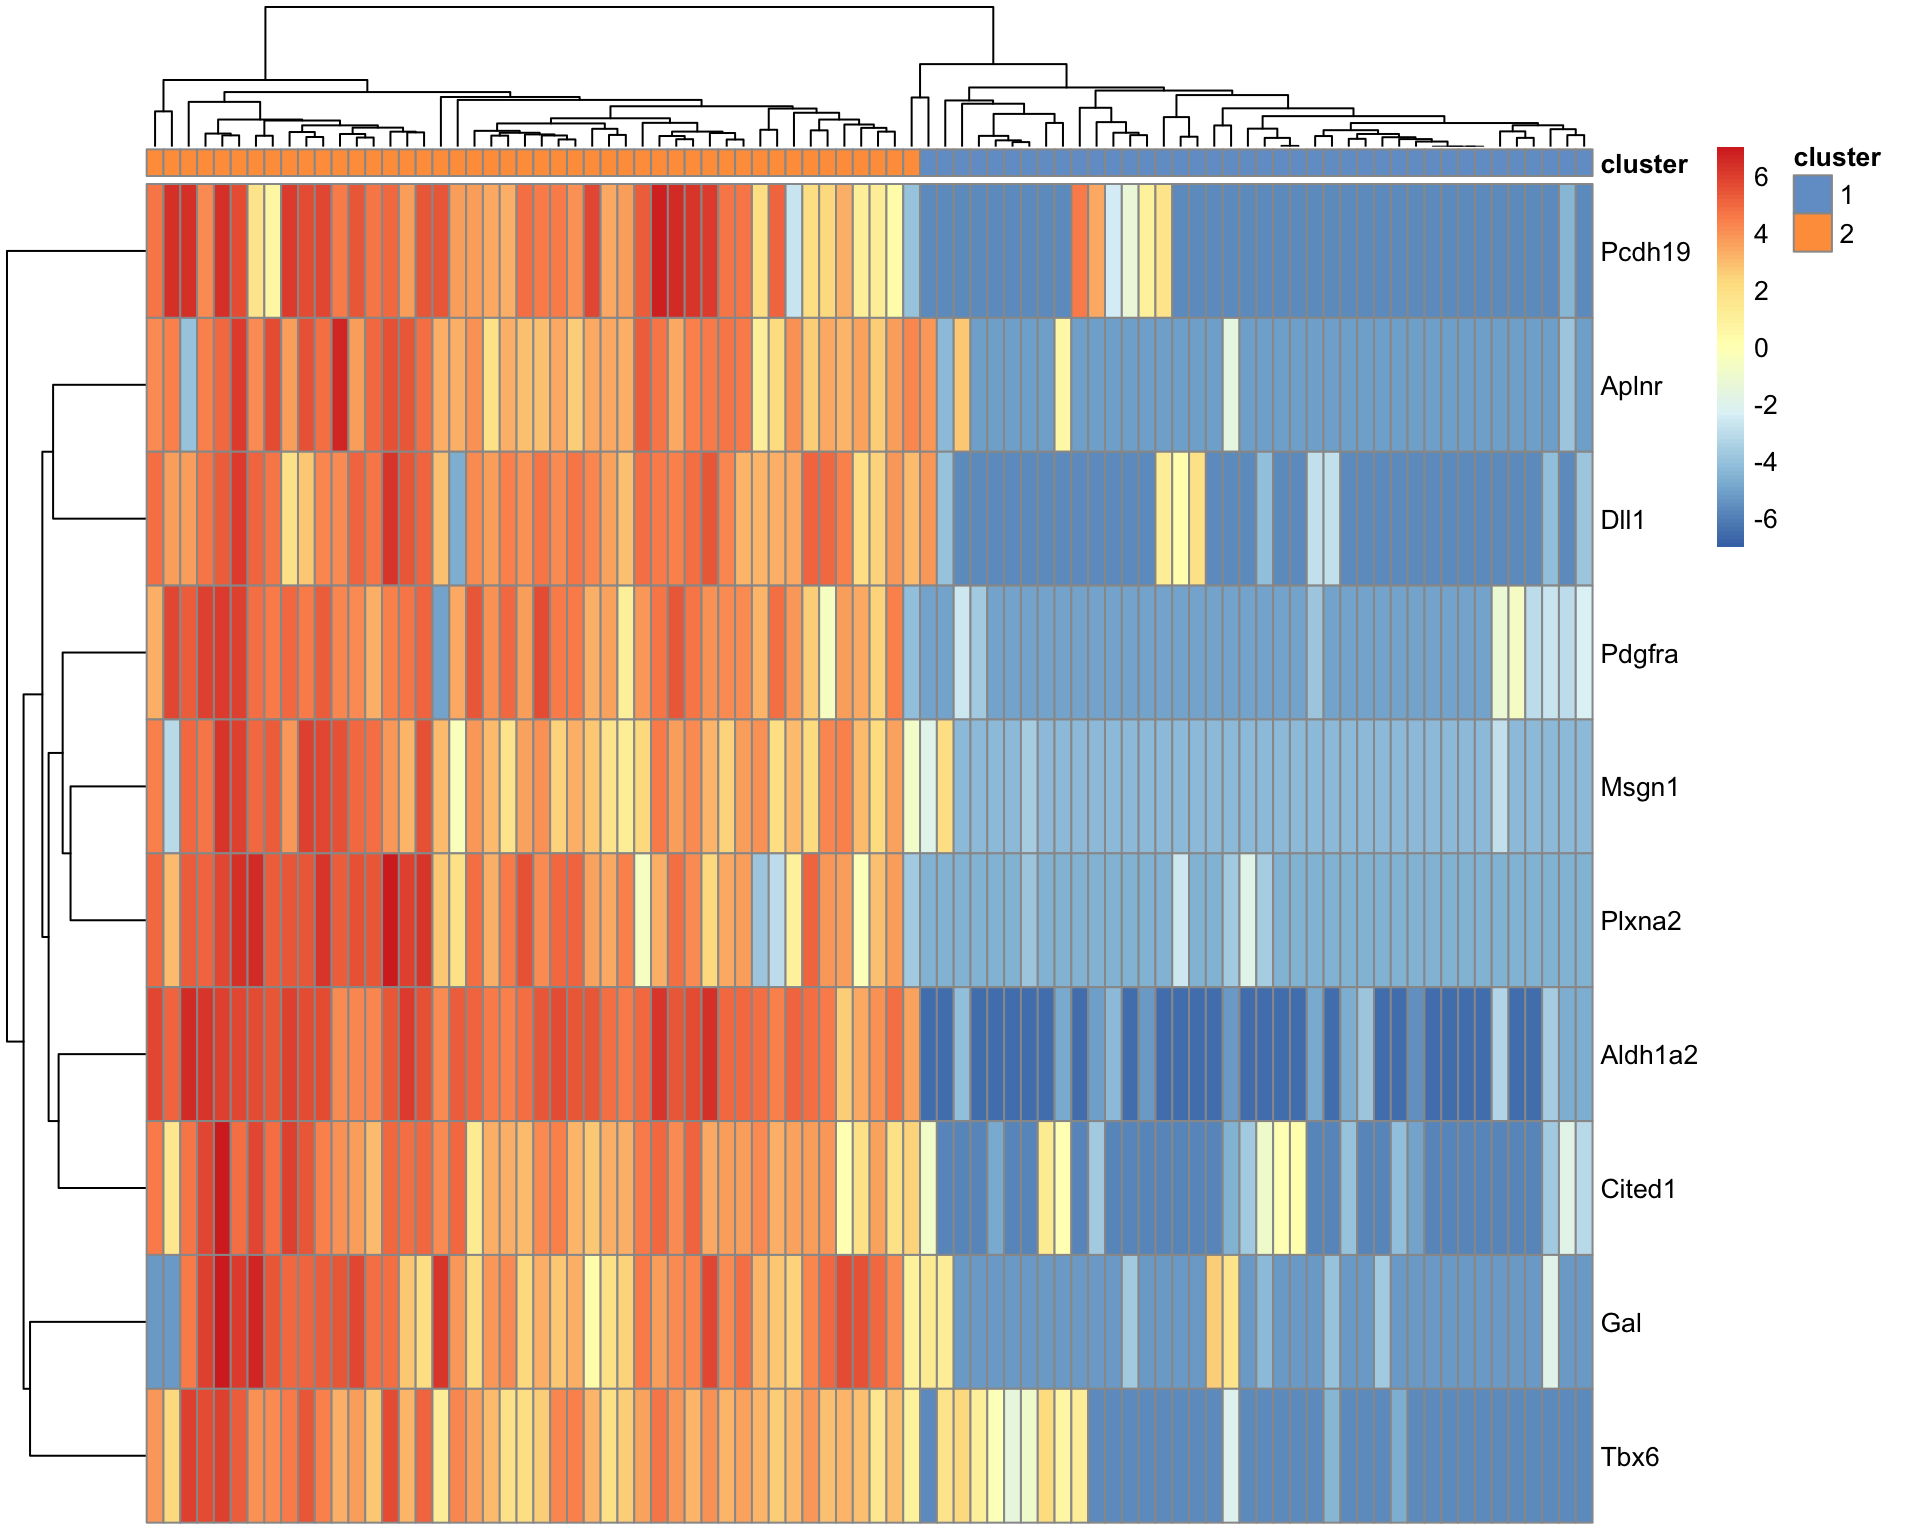 cluster
Pcdh19
Aplnr
Dll1
Pdgfra
Msgn1
Plxna2
Aldh1a2
Cited1
Gal
Tbx6
6
4
2
0
-2
-4
-6
cluster
1
2